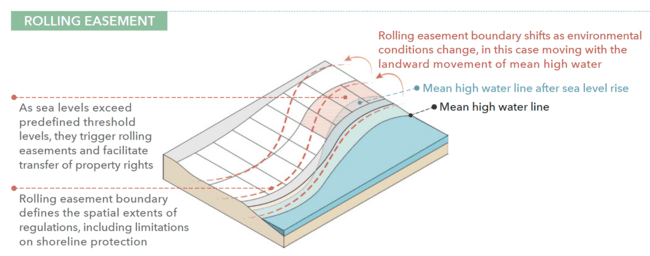 ROLLING EASEMENT
Rolling easement boundary shifts as environmental
conditions change, in this case moving with the
landward movement of mean high water
Mean high water line after sea level rise
Mean high water line
As sea levels exceed
predefined threshold
levels, they trigger rolling
easements and facilitate
transfer of property rights
Rolling easement boundary
defines the spatial extents of
regulations, including limitations
on shoreline protection